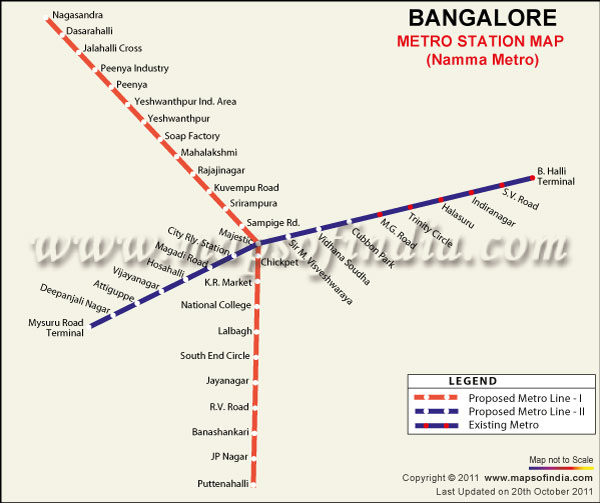 BANGALORE
METRO STATION MAP
(Namma Metro)
Nagasandra
Dasarahalli
Jalahalli Cross
Peenya Industry
Peenya
Yeshwanthpur Ind. Area
Yeshwanthpur
Soap Factory
Mahalakshmi
Rajajinagar
Kuvempu Road
Srirampura
Sampige Rd.
Majestic
B. Halli
Terminal
S.V. Road
Indiranagar
Halasuru
Trinity Circle
M.G. Road
Cubbon Park
Vidhana Soudha
Sir M. Visveshwaraya
City Rly. Station
Magadi Road
Hosahalli
Vijayanagar
Attiguppe
Deepanjali Nagar
Mysuru Road
Terminal
www.mapsofindia.com
Chickpet
K.R. Market
National College
Lalbagh
South End Circle
Jayanagar
R.V. Road
Banashankari
JP Nagar
Puttenahalli
LEGEND
Proposed Metro Line - I
Proposed Metro Line - II
Existing Metro
Map not to Scale
Copyright © 2011 www.mapsofindia.com
Last Updated on 20th October 2011